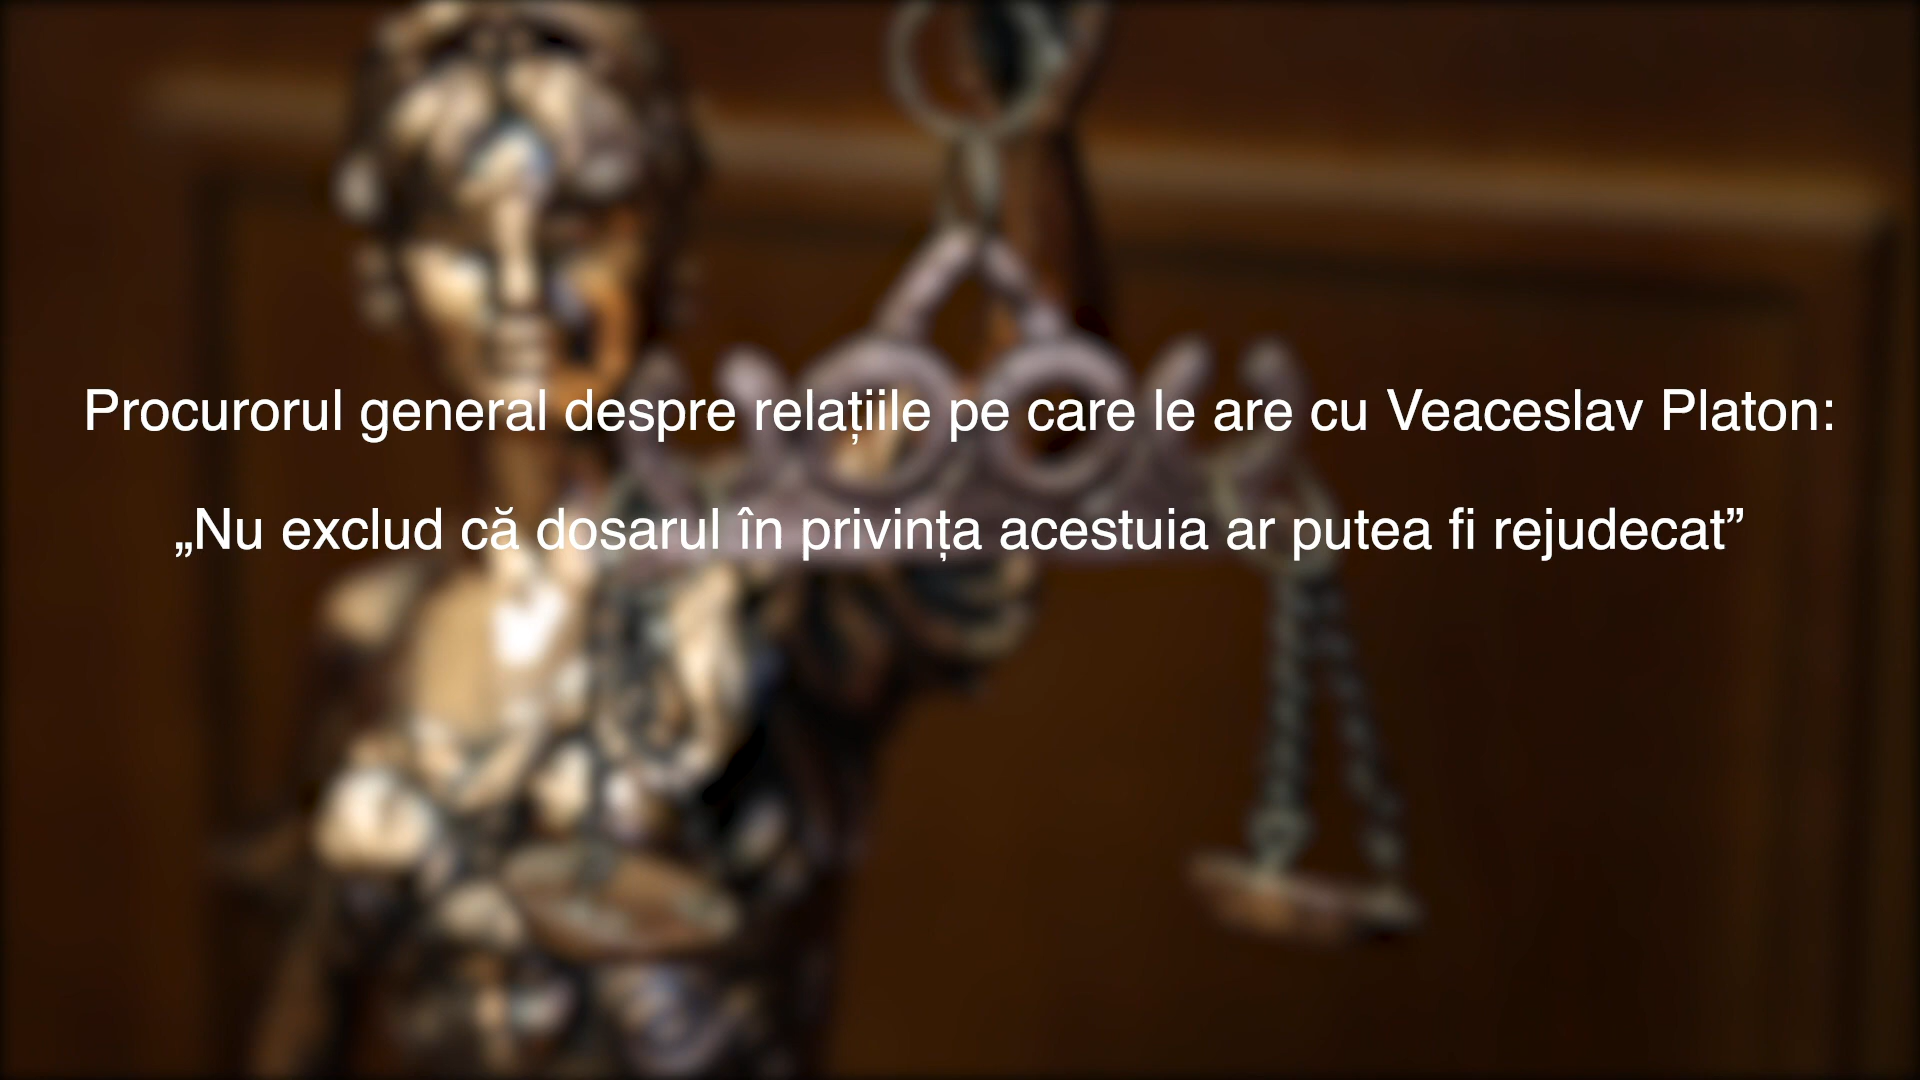 Procurorul general despre relațiile pe care le are cu Veaceslav Platon:
„Nu exclud că dosarul în privința acestuia ar putea fi rejudecat”